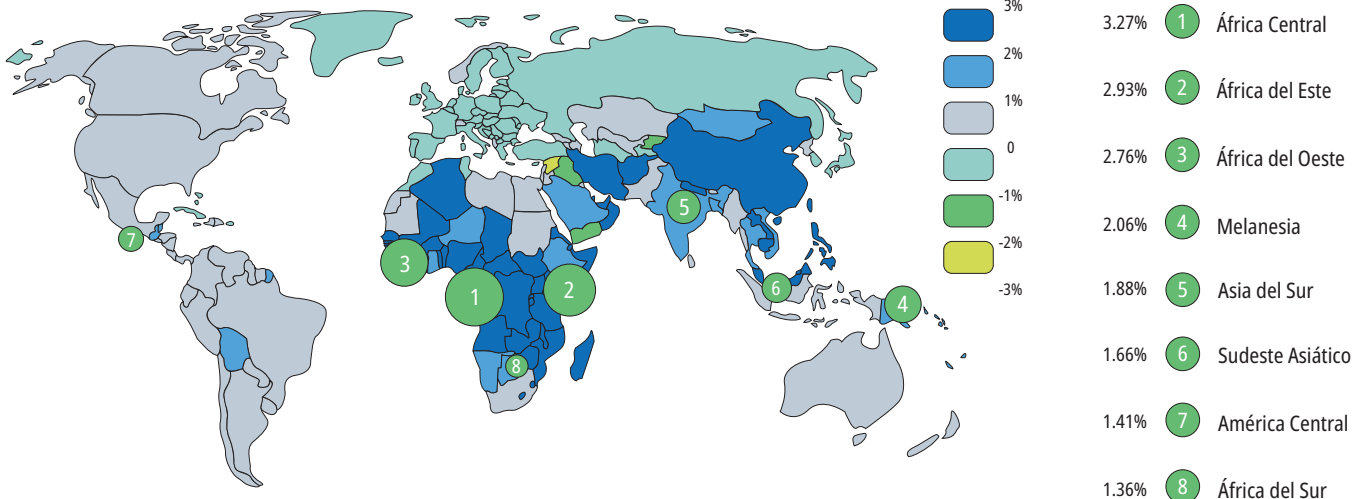 3%
2%
1%
0
-1%
-2%
-3%
3.27% 1 África Central
2.93% 2 África del Este
2.76% 3 África del Oeste
2.06% 4 Melanesia
1.88% 5 Asia del Sur
1.66% 6 Sudeste Asiático
1.41% 7 América Central
1.36% 8 África del Sur
7
3
1
2
8
5
6
4